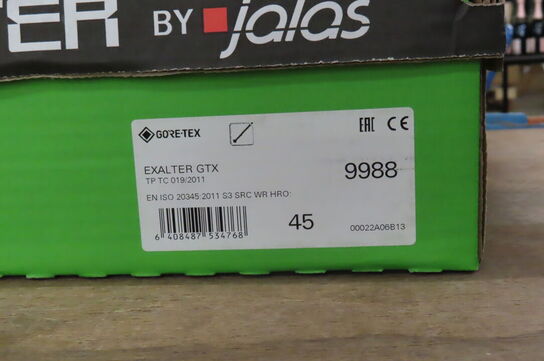 TER BY jalas
GORE-TEX
EAC CE
EXALTER GTX
9988
TP TC 019/2011
EN ISO 20345:2011 S3 SRC WR HRO:
6 408487 534768
45
00022A06B13